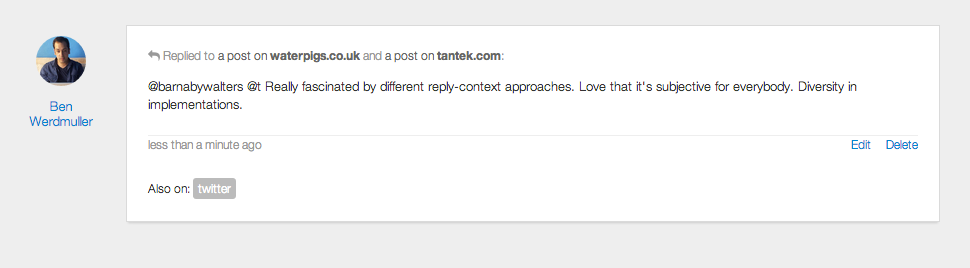 Replied to a post on waterpigs.co.uk and a post on tantek.com:
@barnabywalters @t Really fascinated by different reply-context approaches. Love that it's subjective for everybody. Diversity in
implementations.
Ben
Werdmuller
less than a minute ago Edit Delete
Also on: twitter